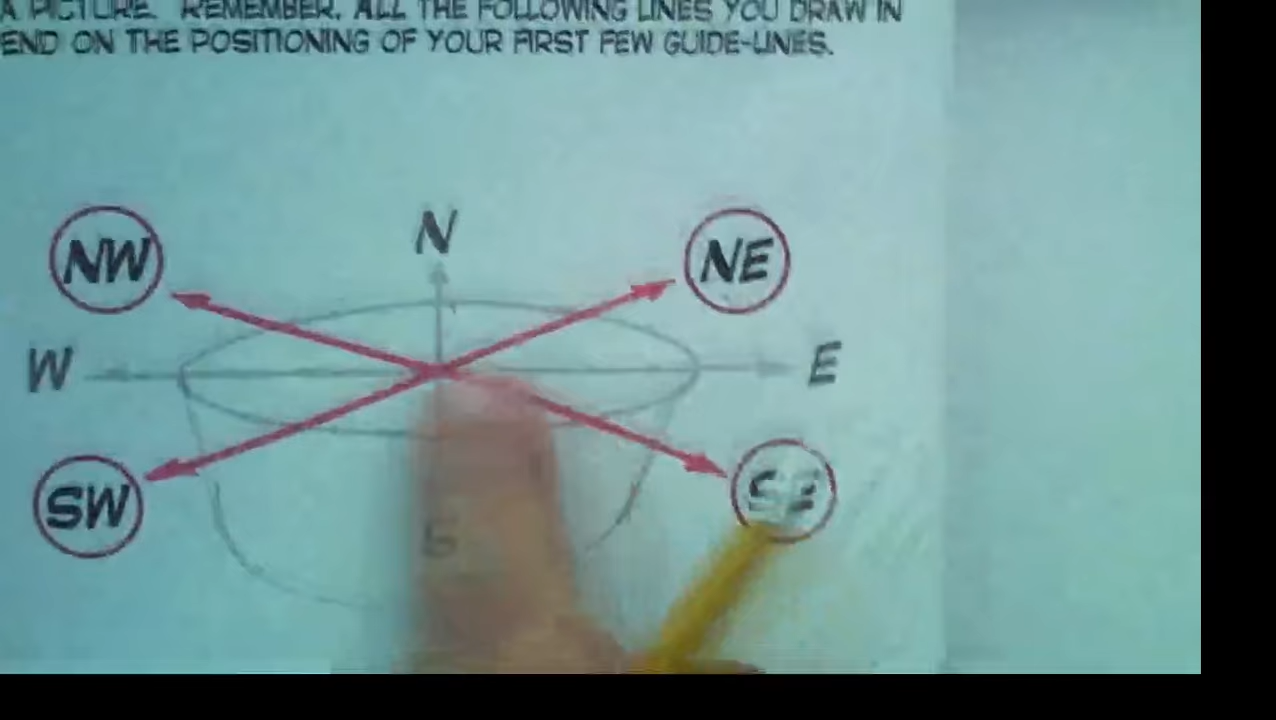 A PICTURE. REMEMBER, ALL THE FOLLOWING LINES YOU DRAW IN
END ON THE POSITIONING OF YOUR FIRST FEW GUIDE-LINES.
N
NW
NE
W
E
SW
SE
S